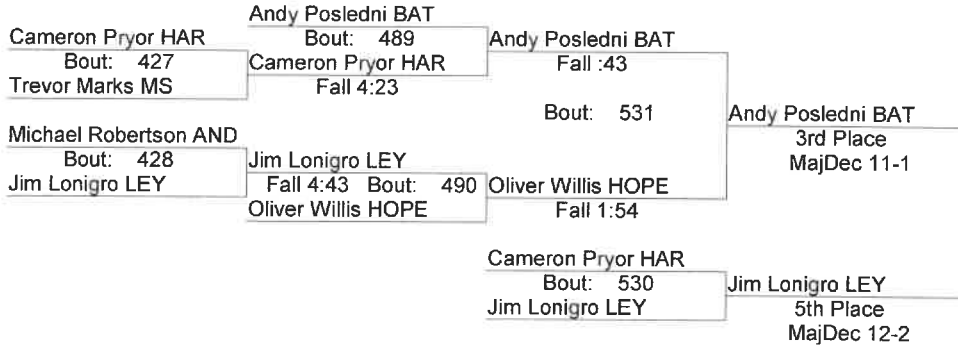 Andy Posledni BAT
Cameron Pryor HAR
Bout: 489
Andy Posledni BAT
Bout: 427
Cameron Pryor HAR
Fall :43
Trevor Marks MS
Fall 4:23
Bout: 531
Andy Posledni BAT
Michael Robertson AND
3rd Place
Bout: 428
Jim Lonigro LEY
MajDec 11-1
Jim Lonigro LEY
Fall 4:43 Bout: 490
Oliver Willis HOPE
Oliver Willis HOPE
Fall 1:54
Cameron Pryor HAR
Bout: 530
Jim Lonigro LEY
Jim Lonigro LEY
5th Place
MajDec 12-2